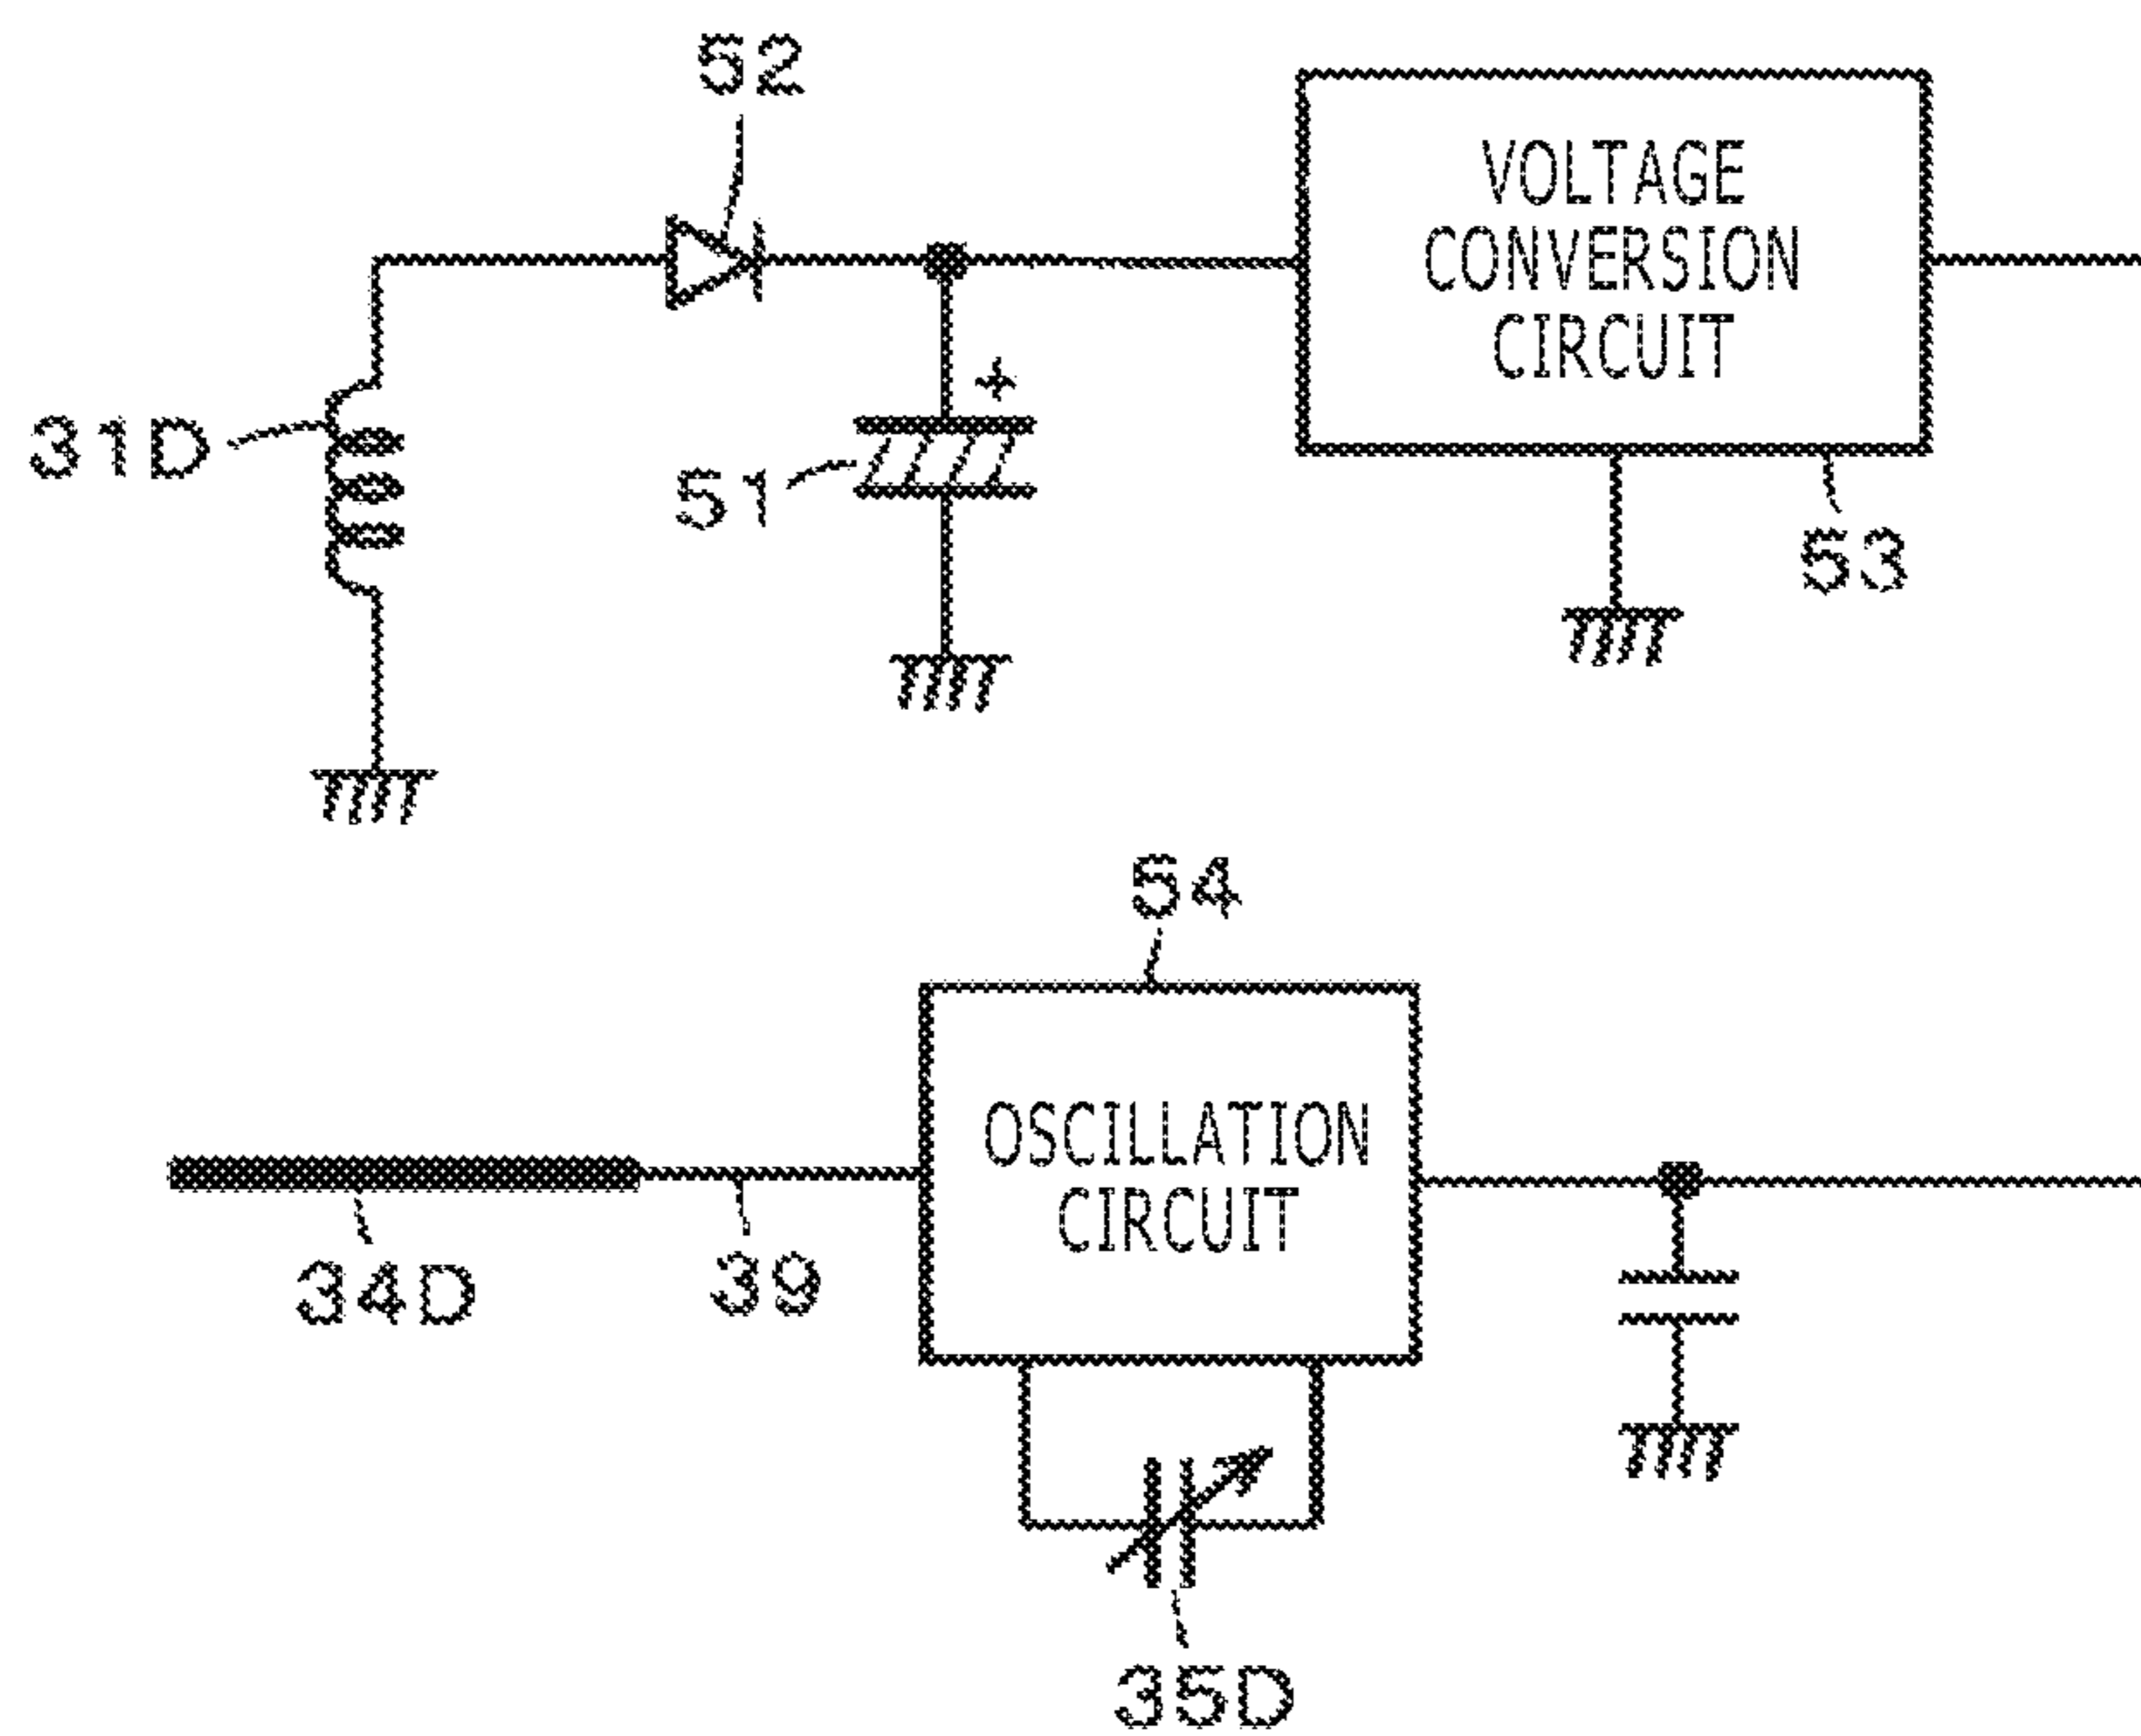 52
VOLTAGE
CONVERSION
CIRCUIT
31D
+
51
53
54
OSCILLATION
CIRCUIT
34D
39
35D